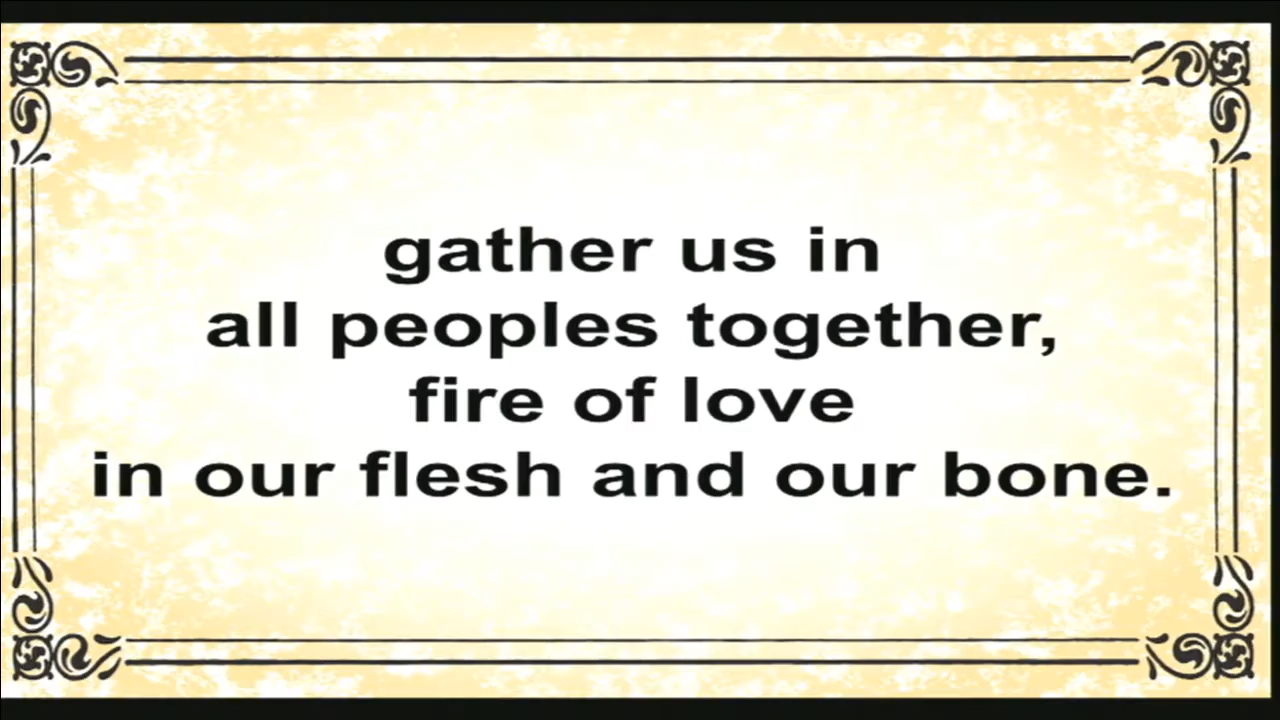 gather us in
all peoples together,
fire of love
in our flesh and our bone.